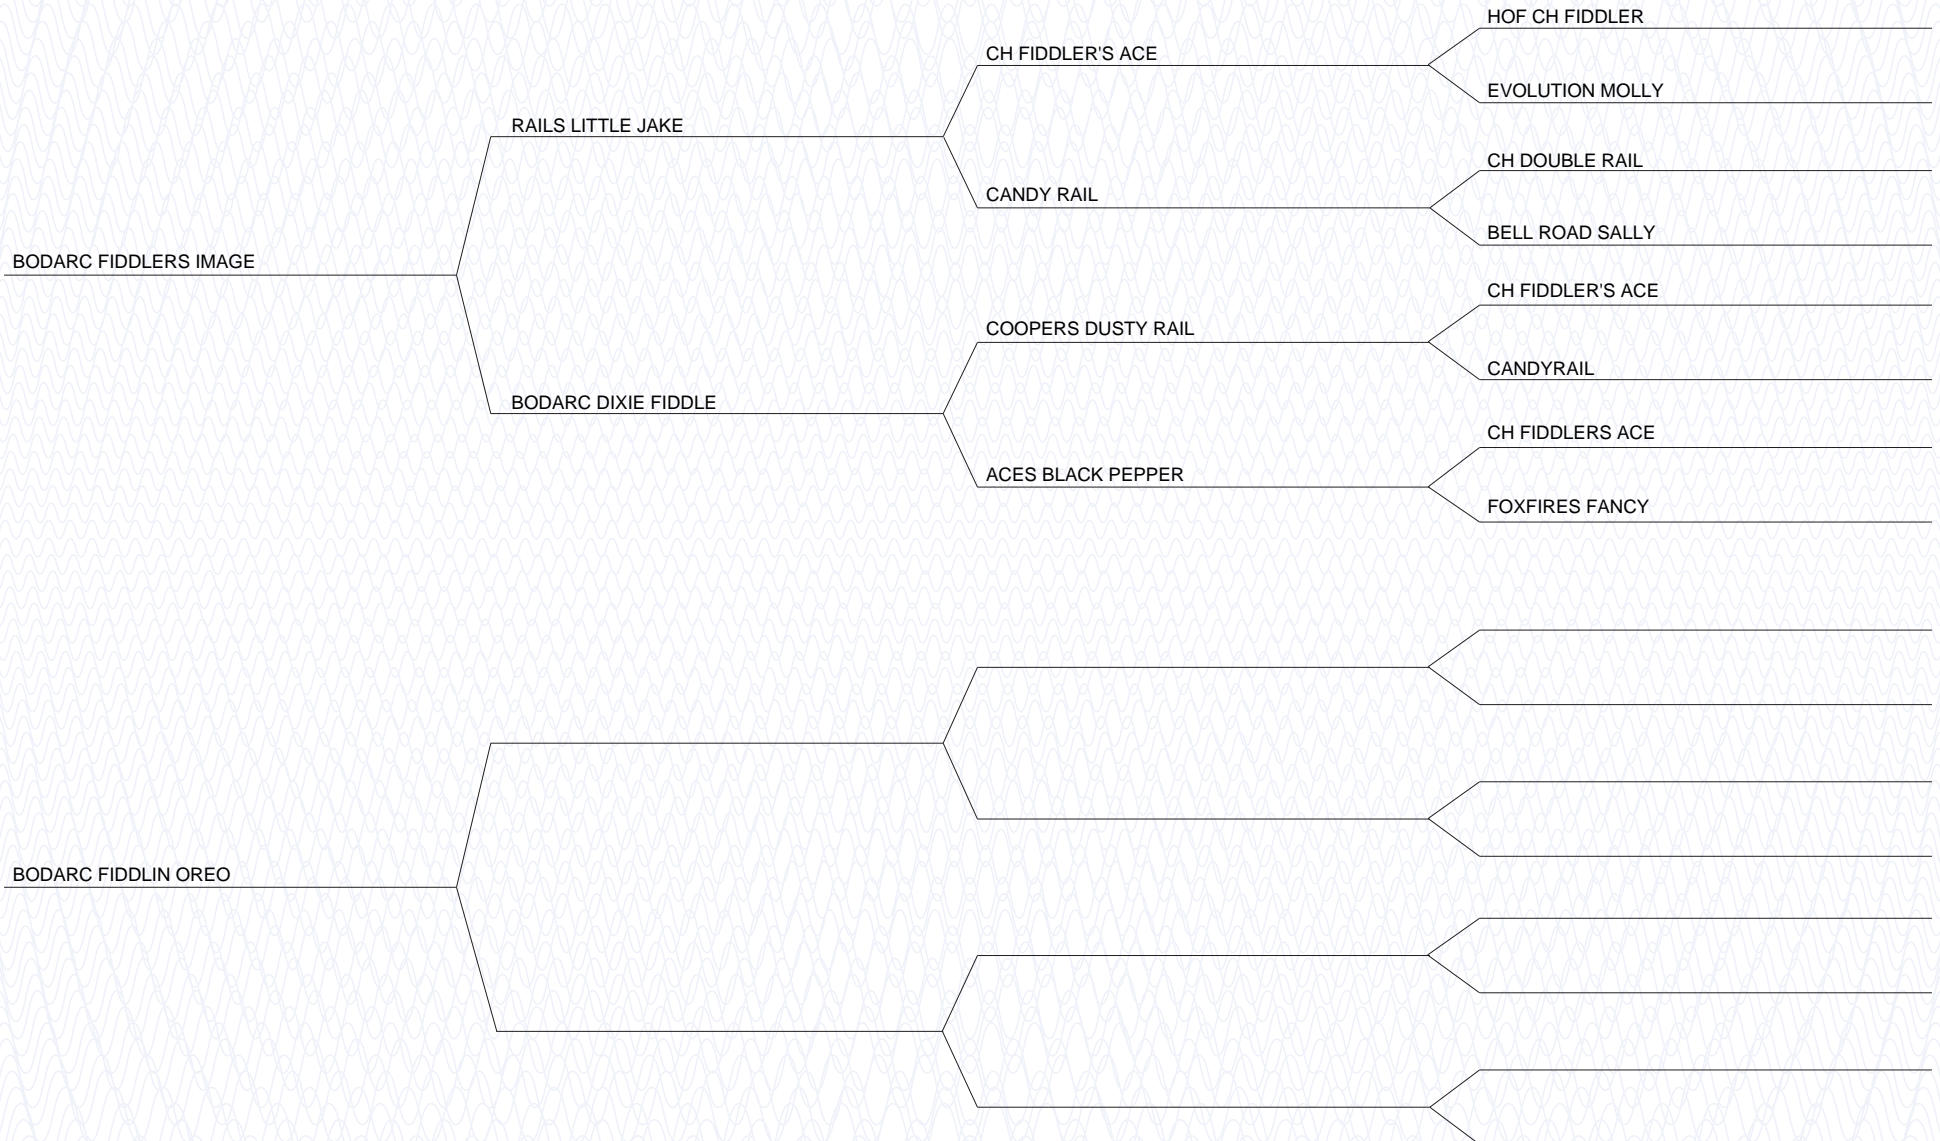 HOF CH FIDDLER
CH FIDDLER'S ACE
EVOLUTION MOLLY
RAILS LITTLE JAKE
CH DOUBLE RAIL
CANDY RAIL
BELL ROAD SALLY
BODARC FIDDLERS IMAGE
CH FIDDLER'S ACE
COOPERS DUSTY RAIL
CANDYRAIL
BODARC DIXIE FIDDLE
CH FIDDLERS ACE
ACES BLACK PEPPER
FOXFIRES FANCY
BODARC FIDDLIN OREO